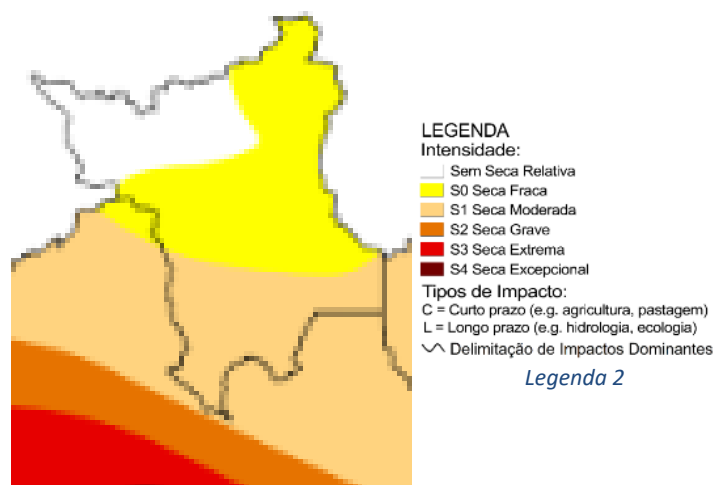 LEGENDA
Intensidade:
Sem Seca Relativa
S0 Seca Fraca
S1 Seca Moderada
S2 Seca Grave
S3 Seca Extrema
S4 Seca Excepcional
Tipos de Impacto:
C = Curto prazo (e.g. agricultura, pastagem)
L = Longo prazo (e.g. hidrologia, ecologia)
Delimitação de Impactos Dominantes
Legenda 2